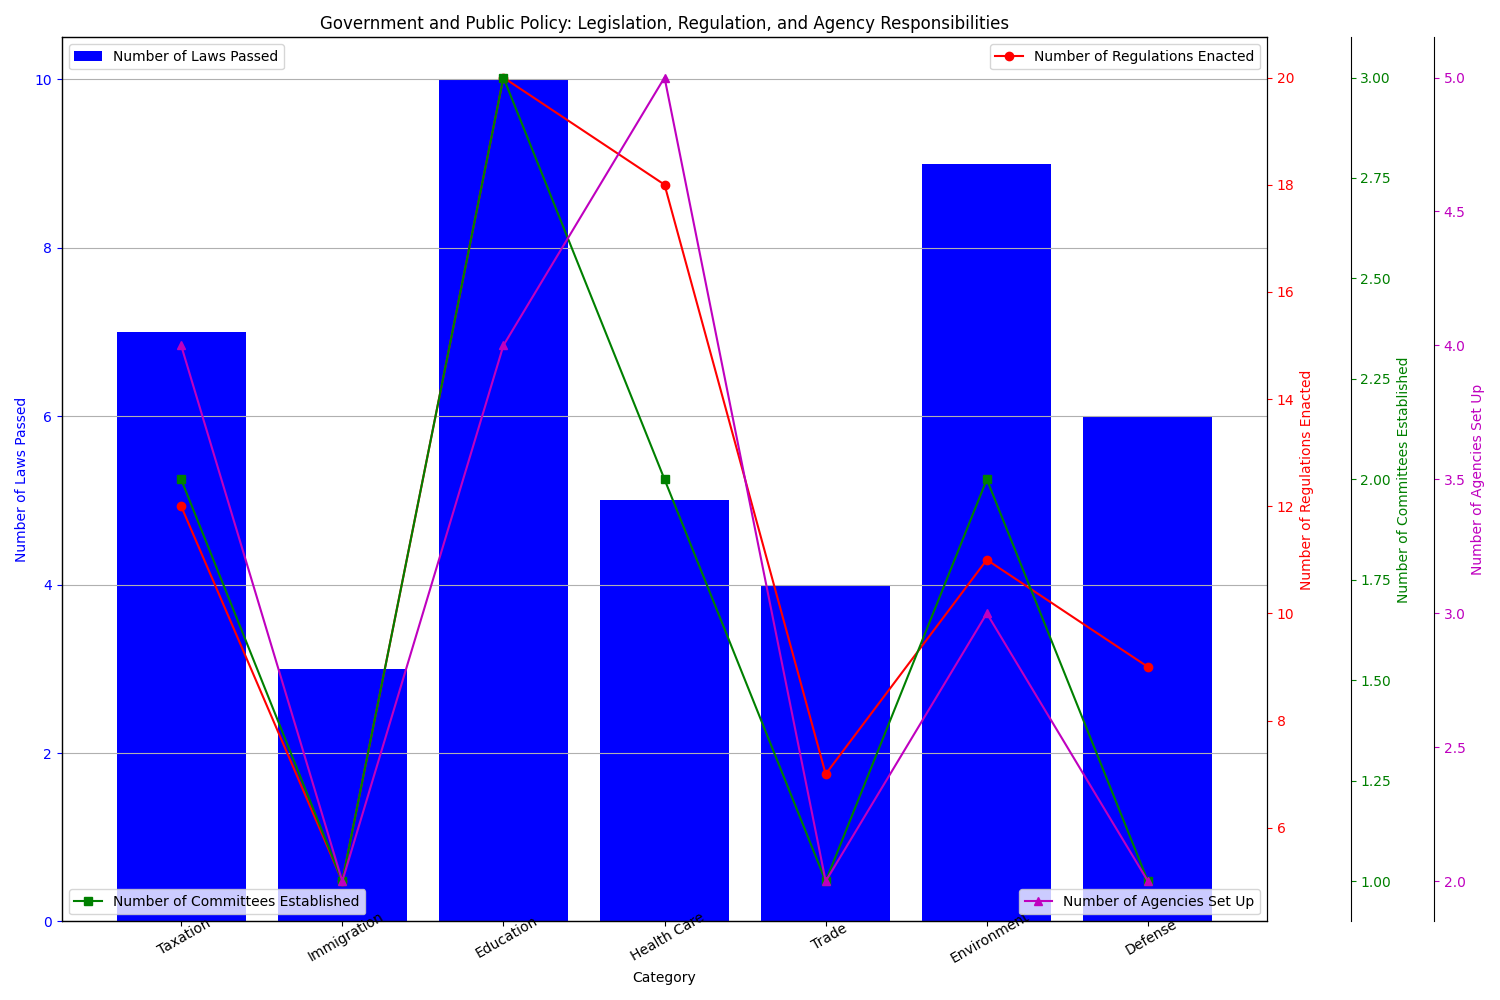 Government and Public Policy: Legislation, Regulation, and Agency Responsibilities
Number of Laws Passed
Number of Regulations Enacted
Number of Committees Established
Number of Agencies Set Up
Number of Laws Passed
10
8
6
4
2
0
20
18
16
14
12
10
8
6
Number of Regulations Enacted
3.00
2.75
2.50
2.25
2.00
1.75
1.50
1.25
1.00
Number of Committees Established
5.0
4.5
4.0
3.5
3.0
2.5
2.0
Number of Agencies Set Up
Taxation
Immigration
Education
Health Care
Trade
Environment
Defense
Category